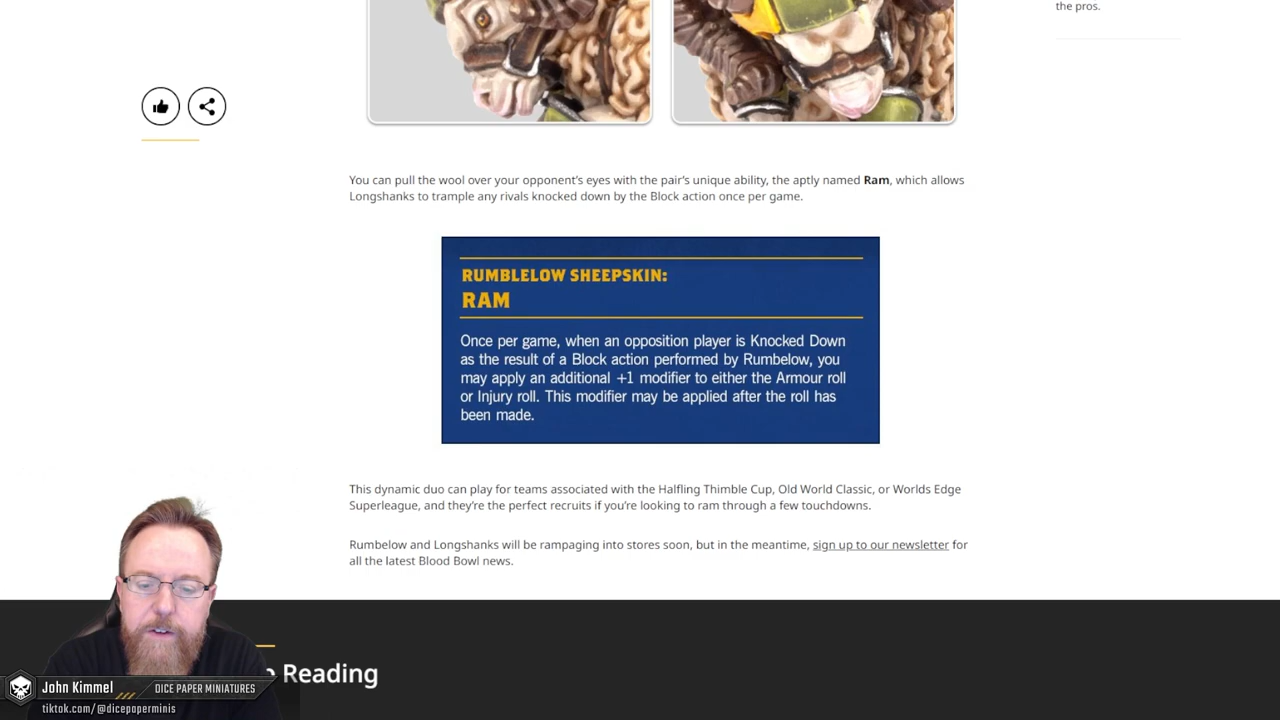 the pros.
You can pull the wool over your opponent's eyes with the pair's unique ability, the aptly named Ram, which allows
Longshanks to trample any rivals knocked down by the Block action once per game.
RUMBLELOW SHEEPSKIN:
RAM
Once per game, when an opposition player is Knocked Down
as the result of a Block action performed by Rumbelow, you
may apply an additional +1 modifier to either the Armour roll
or Injury roll. This modifier may be applied after the roll has
been made.
This dynamic duo can play for teams associated with the Halfling Thimble Cup, Old World Classic, or Worlds Edge
Superleague, and they're the perfect recruits if you're looking to ram through a few touchdowns.
Rumbelow and Longshanks will be rampaging into stores soon, but in the meantime, sign up to our newsletter for
all the latest Blood Bowl news.
Reading
John Kimmel
DICE PAPER MINIATURES
tiktok.com/@dicepaperminis